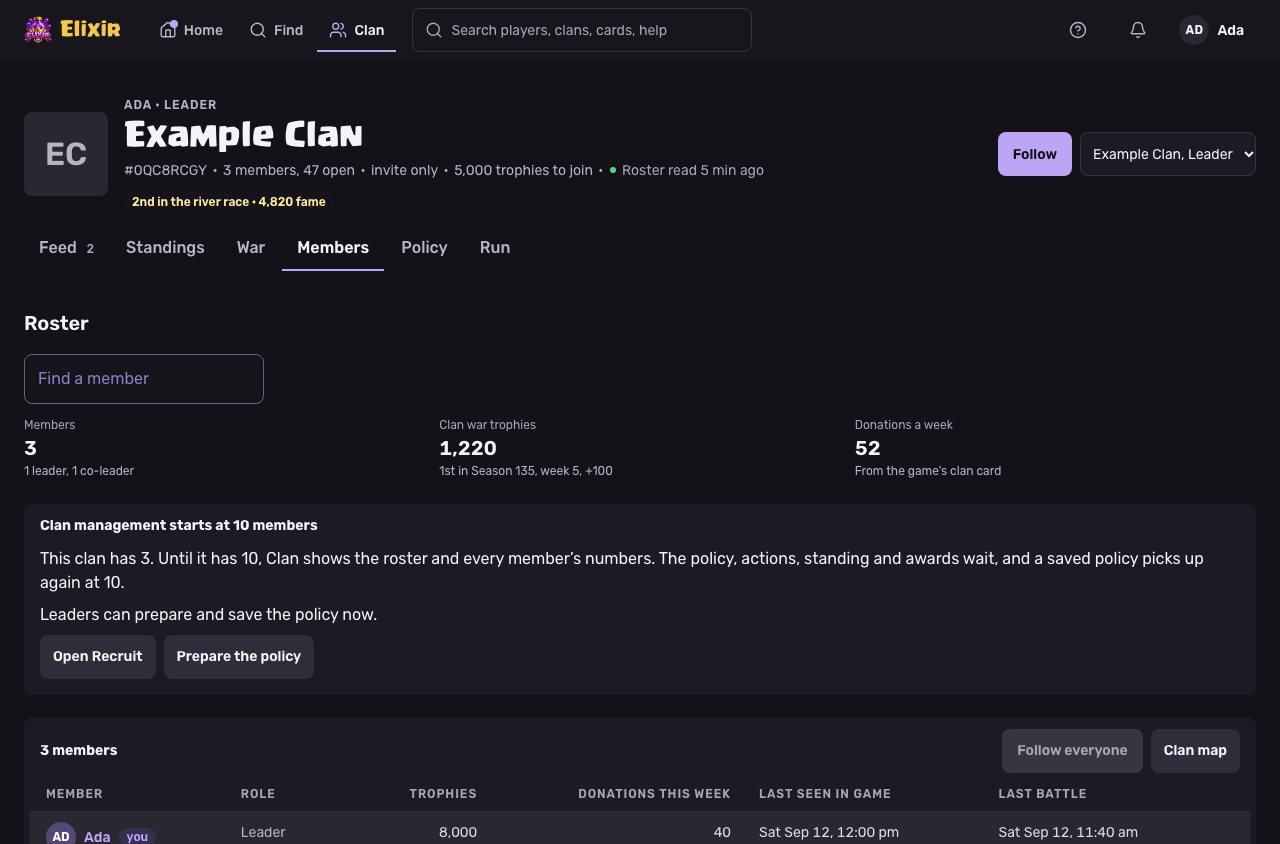 Elixir
Home
Find
Clan
Search players, clans, cards, help
AD
Ada
EC
ADA • LEADER
Example Clan
#0QC8RCGY • 3 members, 47 open • invite only • 5,000 trophies to join • Roster read 5 min ago
2nd in the river race • 4,820 fame
Follow
Example Clan, Leader
Feed 2
Standings
War
Members
Policy
Run
Roster
Find a member
Members
3
1 leader, 1 co-leader
Clan war trophies
1,220
1st in Season 135, week 5, +100
Donations a week
52
From the game's clan card
Clan management starts at 10 members
This clan has 3. Until it has 10, Clan shows the roster and every member's numbers. The policy, actions, standing and awards wait, and a saved policy picks up
again at 10.
Leaders can prepare and save the policy now.
Open Recruit
Prepare the policy
3 members
Follow everyone
Clan map
MEMBER ROLE TROPHIES DONATIONS THIS WEEK LAST SEEN IN GAME LAST BATTLE
AD Ada you Leader 8,000 40 Sat Sep 12, 12:00 pm Sat Sep 12, 11:40 am